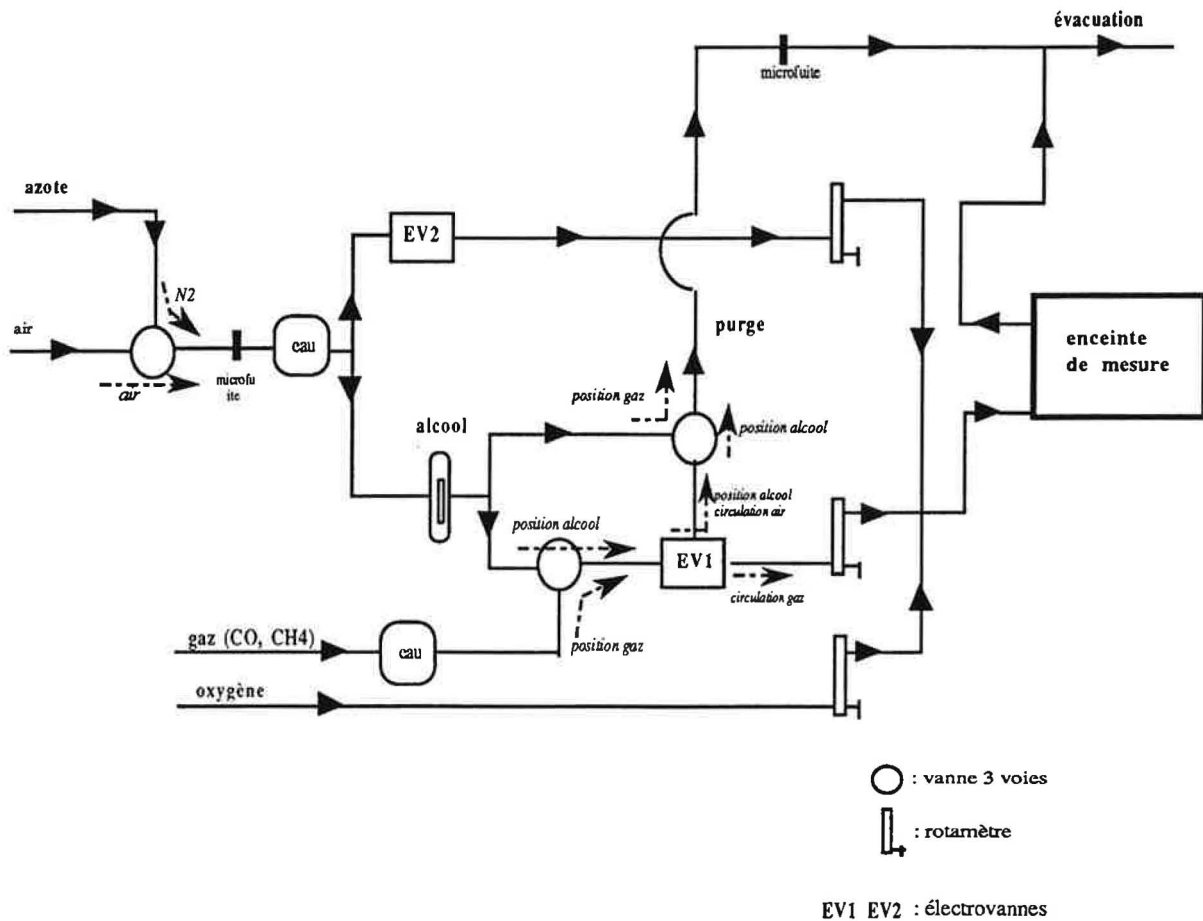 évacuation
microfuite
azote
EV2
N2
purge
air
cau
enceinte
de mesure
microfu
ite
air
position gaz
alcool
position alcool
position alcool
circulation air
position alcool
EV1
circulation gaz
gaz (CO, CH4)
cau
position gaz
oxygène
: vanne 3 voies
: rotamètre
EV1 EV2 : électrovannes